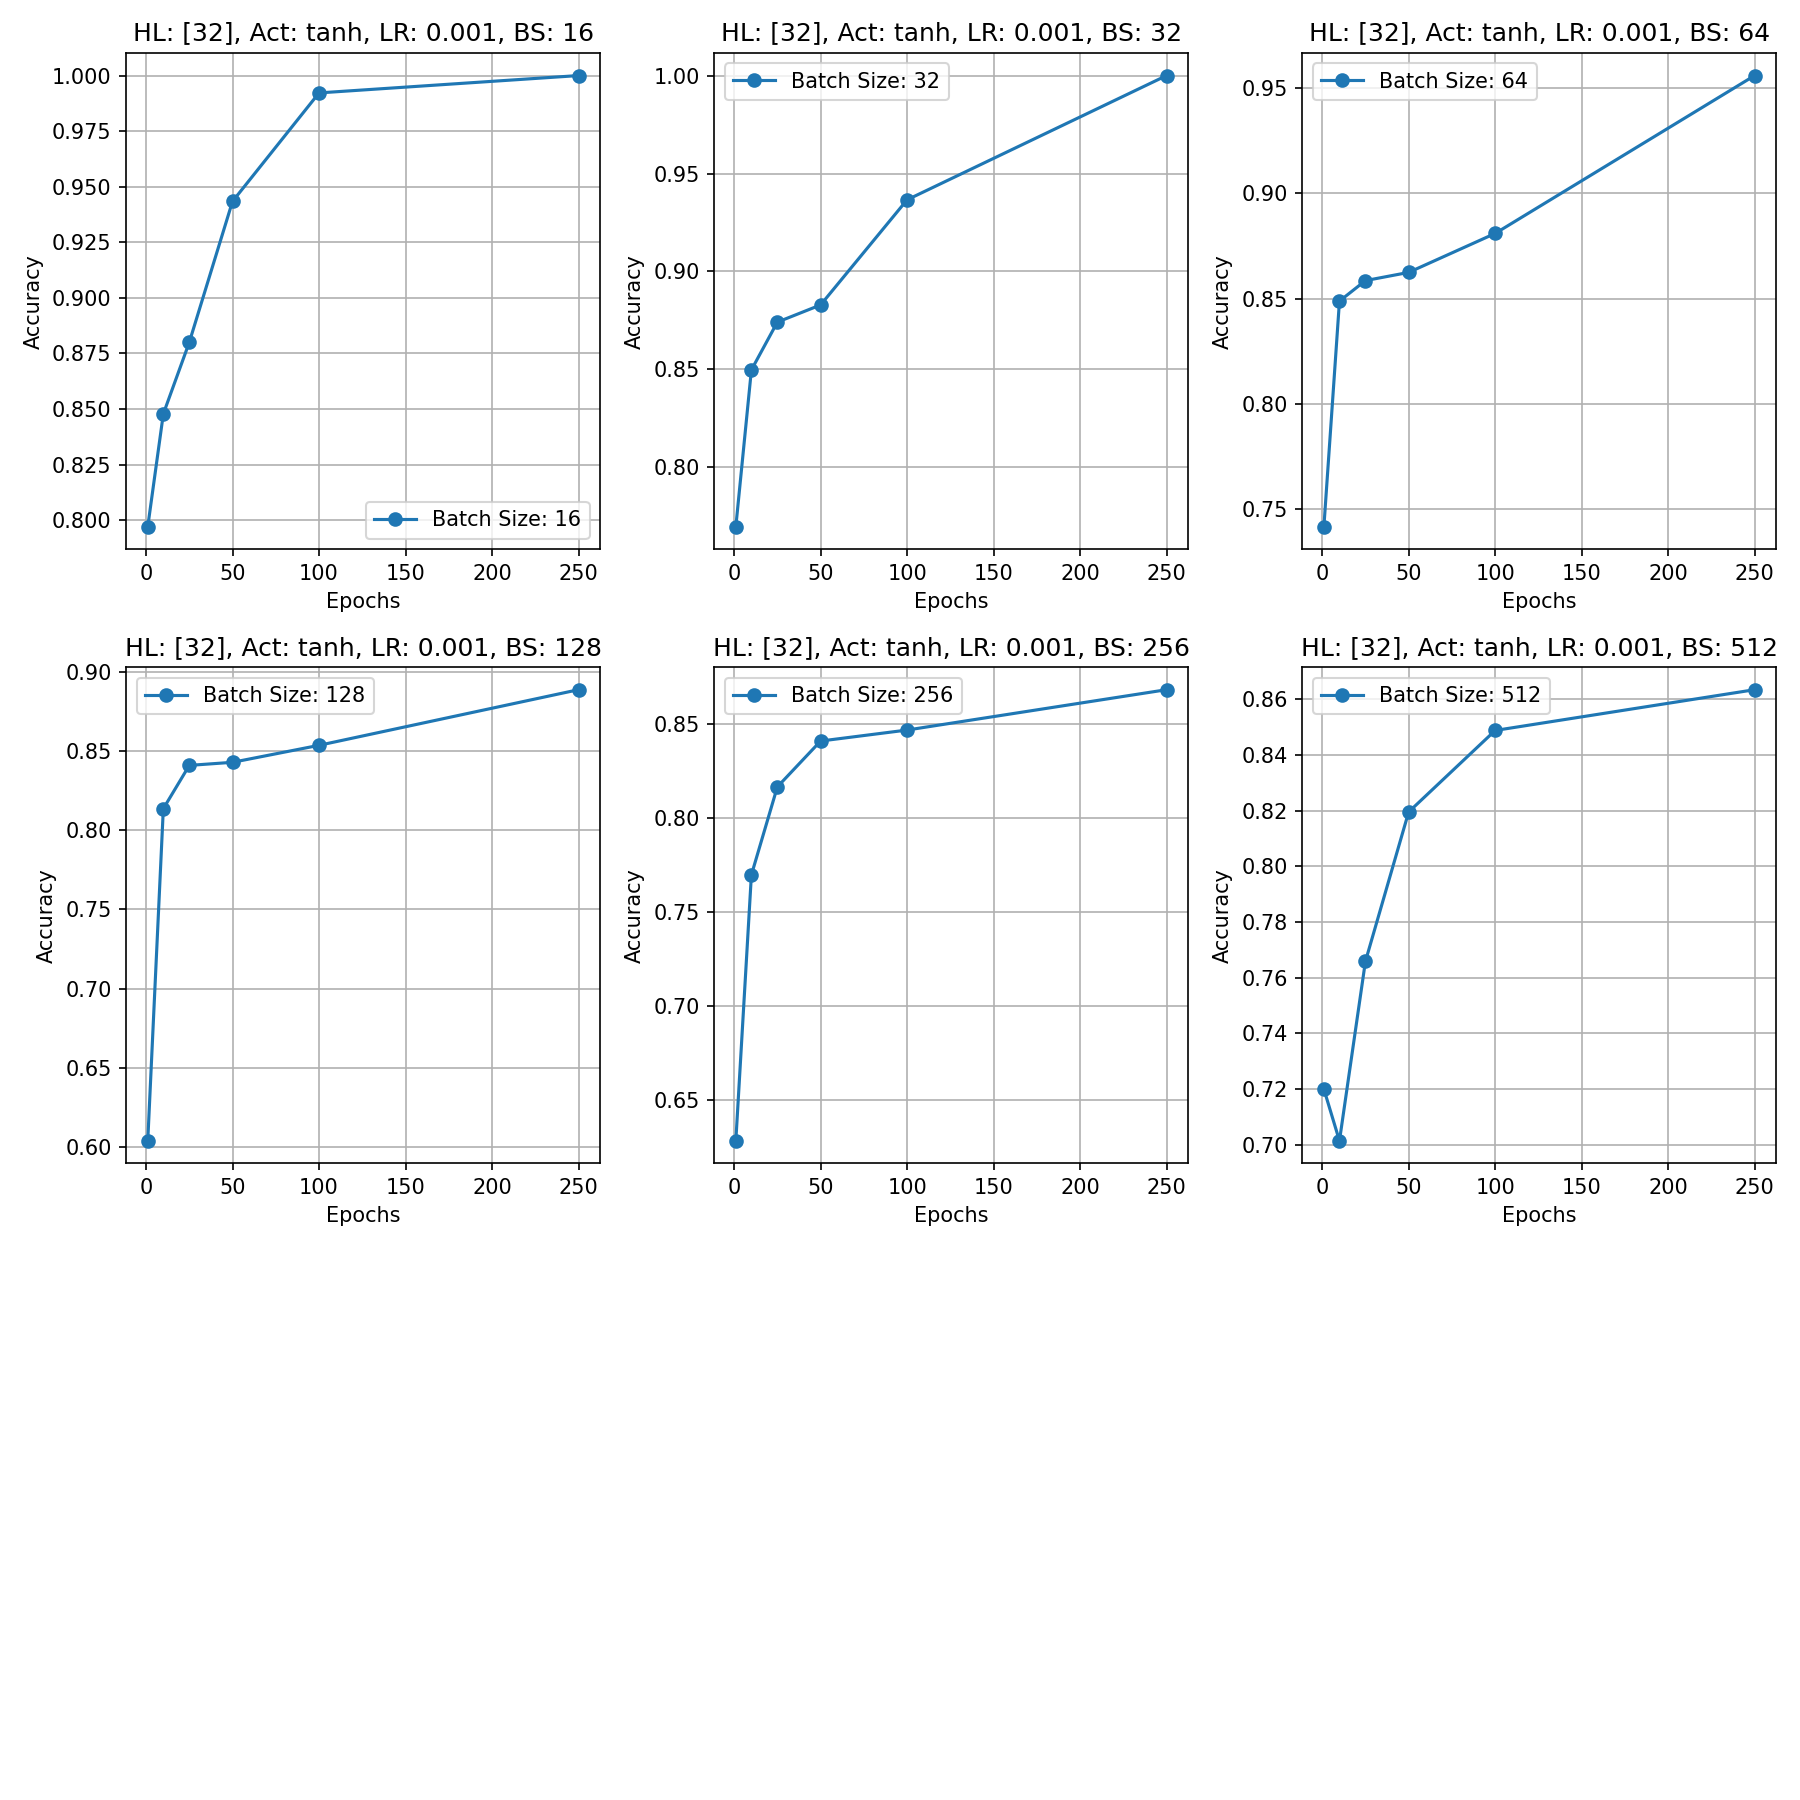 HL: [32], Act: tanh, LR: 0.001, BS: 16
1.000
0.975
0.950
0.925
0.900
0.875
0.850
0.825
0.800
Accuracy
Batch Size: 16
0 50 100 150 200 250
Epochs
HL: [32], Act: tanh, LR: 0.001, BS: 32
Batch Size: 32
1.00
0.95
0.90
0.85
0.80
Accuracy
0 50 100 150 200 250
Epochs
HL: [32], Act: tanh, LR: 0.001, BS: 64
Batch Size: 64
0.95
0.90
0.85
0.80
0.75
Accuracy
0 50 100 150 200 250
Epochs
HL: [32], Act: tanh, LR: 0.001, BS: 128
Batch Size: 128
0.90
0.85
0.80
0.75
0.70
0.65
0.60
Accuracy
0 50 100 150 200 250
Epochs
HL: [32], Act: tanh, LR: 0.001, BS: 256
Batch Size: 256
0.85
0.80
0.75
0.70
0.65
Accuracy
0 50 100 150 200 250
Epochs
HL: [32], Act: tanh, LR: 0.001, BS: 512
Batch Size: 512
0.86
0.84
0.82
0.80
0.78
0.76
0.74
0.72
0.70
Accuracy
0 50 100 150 200 250
Epochs